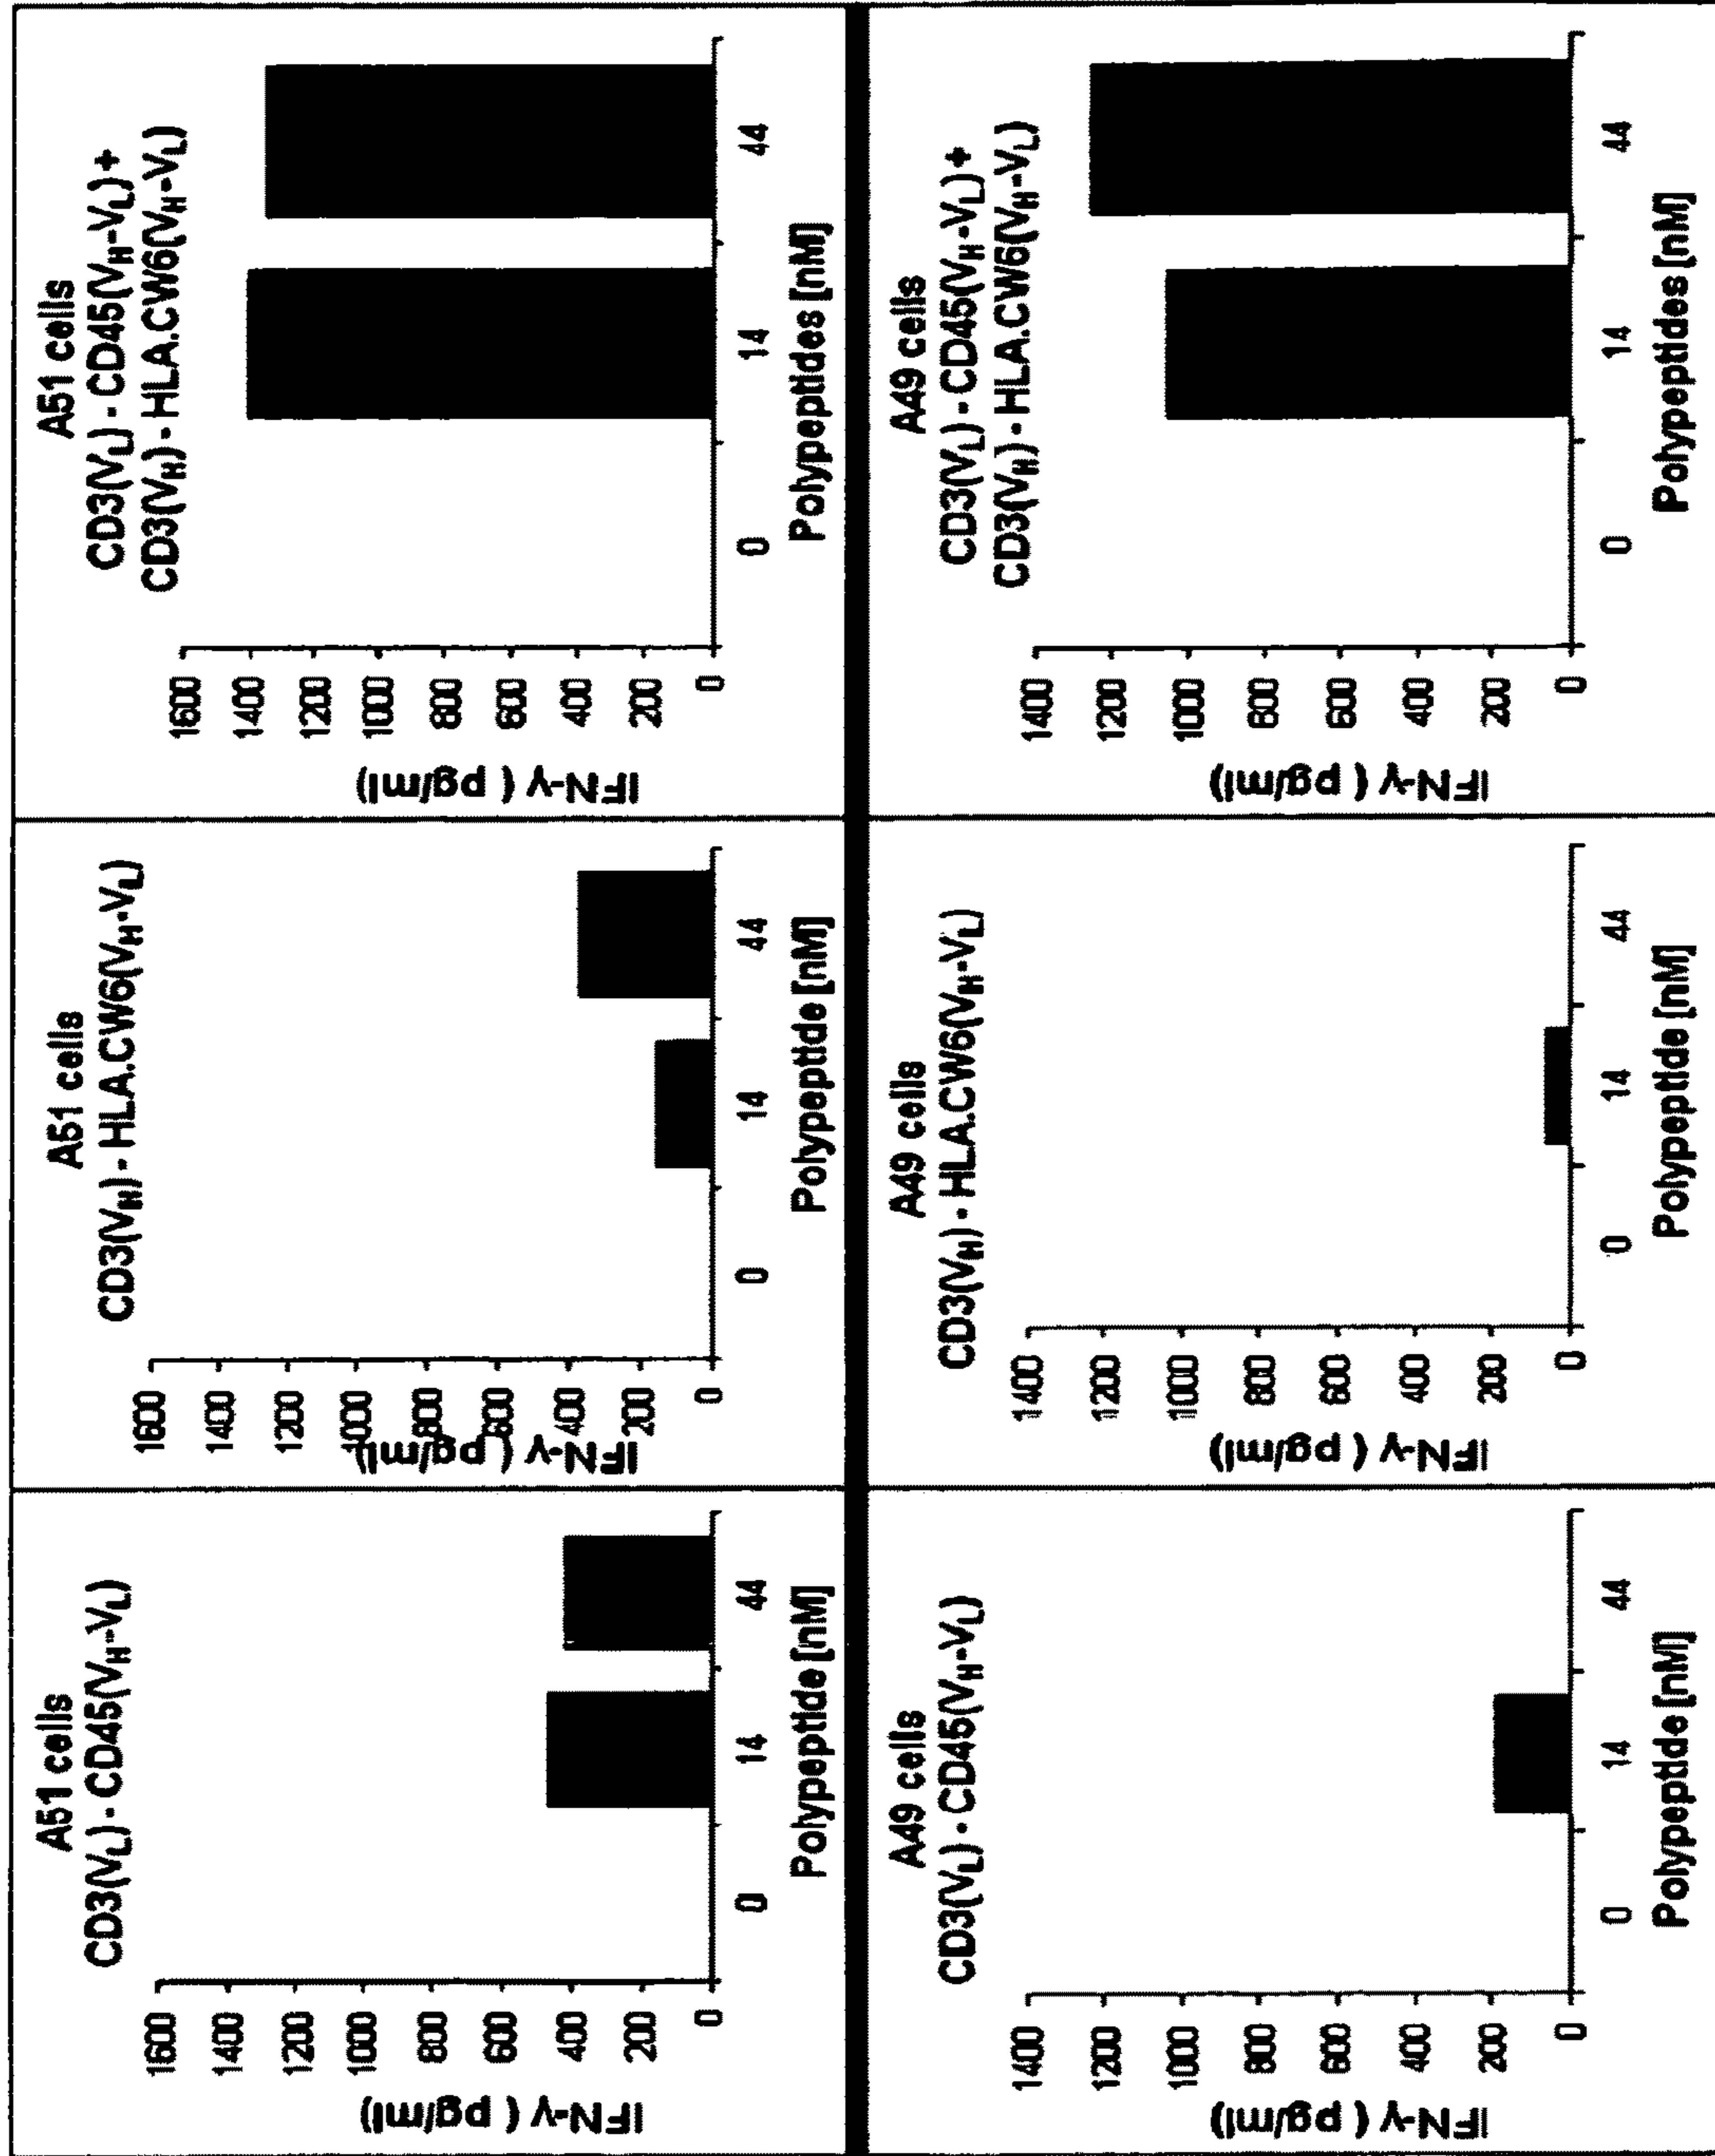 A51 cells
CD3(VL) - CD45(VH-VL)
IFN-γ ( pg/ml)
1600
1400
1200
1000
800
600
400
200
0
0 14 44
Polypeptide [nM]
A51 cells
CD3(VH) - HLA.CW6(VH-VL)
IFN-γ ( pg/ml)
1600
1400
1200
1000
800
600
400
200
0
0 14 44
Polypeptide [nM]
A51 cells
CD3(VL) - CD45(VH-VL)+
CD3(VH) - HLA.CW6(VH-VL)
IFN-γ ( pg/ml)
1600
1400
1200
1000
800
600
400
200
0
0 14 44
Polypeptides [nM]
A49 cells
CD3(VL) - CD45(VH-VL)
IFN-γ ( pg/ml)
1400
1200
1000
800
600
400
200
0
0 14 44
Polypeptide [nM]
A49 cells
CD3(VH) - HLA.CW6(VH-VL)
IFN-γ ( pg/ml)
1400
1200
1000
800
600
400
200
0
0 14 44
Polypeptide [nM]
A49 cells
CD3(VL) - CD45(VH-VL)+
CD3(VH) - HLA.CW6(VH-VL)
IFN-γ ( pg/ml)
1400
1200
1000
800
600
400
200
0
0 14 44
Polypeptides [nM]